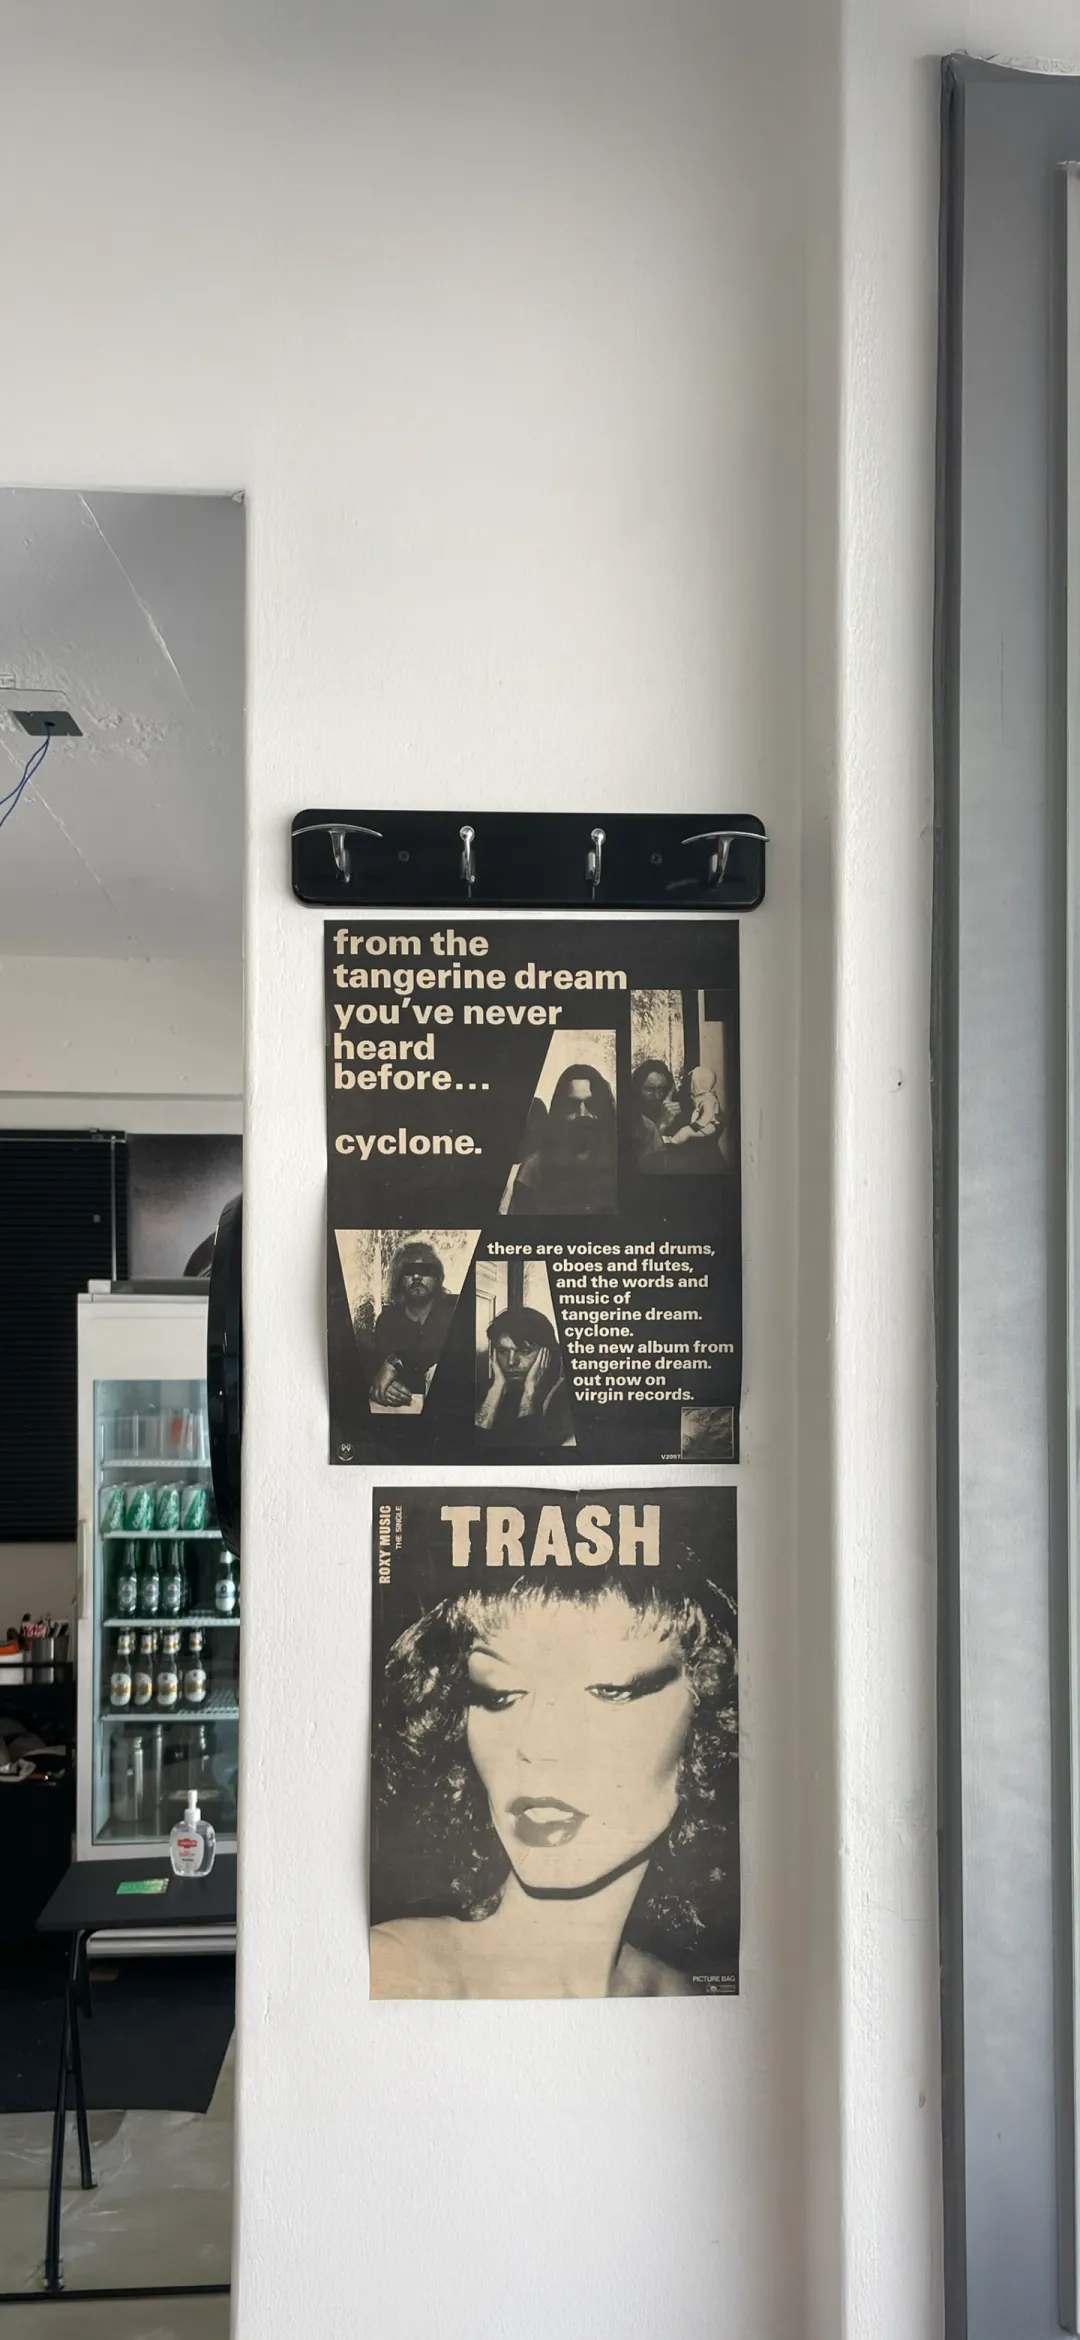 from the
tangerine dream
you've never
heard
before...
cyclone.
there are voices and drums,
oboes and flutes,
and the words and
music of
tangerine dream.
cyclone.
the new album from
tangerine dream.
out now on
virgin records.
V2097
ROXY MUSIC
THE SINGLE
TRASH
PICTURE BAG